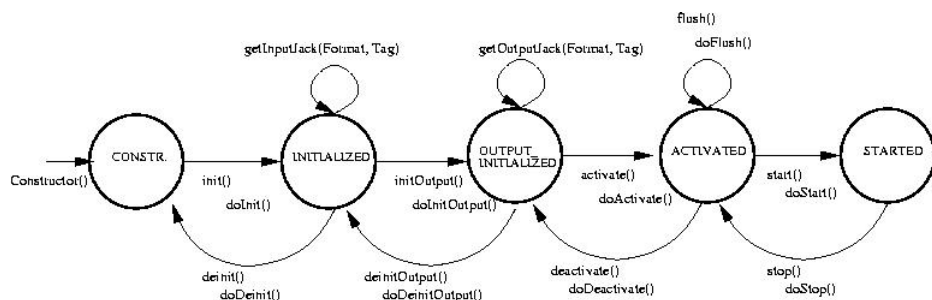 flush()
doFlush()
getInputJack(Format, Tag)
getOutputJack(Format, Tag)
CONSTR.
INITIALIZED
OUTPUT
INITIALIZED
ACTIVATED
STARTED
Constructor()
init()
doInit()
initOutput()
doInitOutput()
activate()
doActivate()
start()
doStart()
deinit()
doDeinit()
deinitOutput()
doDeinitOutput()
deactivate()
doDeactivate()
stop()
doStop()